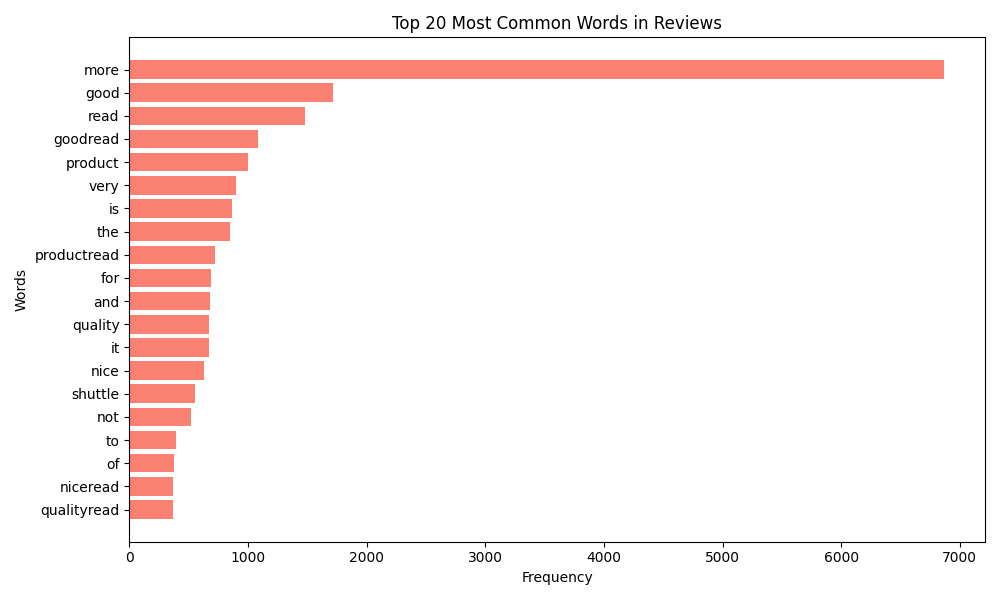 Top 20 Most Common Words in Reviews
Words
more
good
read
goodread
product
very
is
the
productread
for
and
quality
it
nice
shuttle
not
to
of
niceread
qualityread
0 1000 2000 3000 4000 5000 6000 7000
Frequency